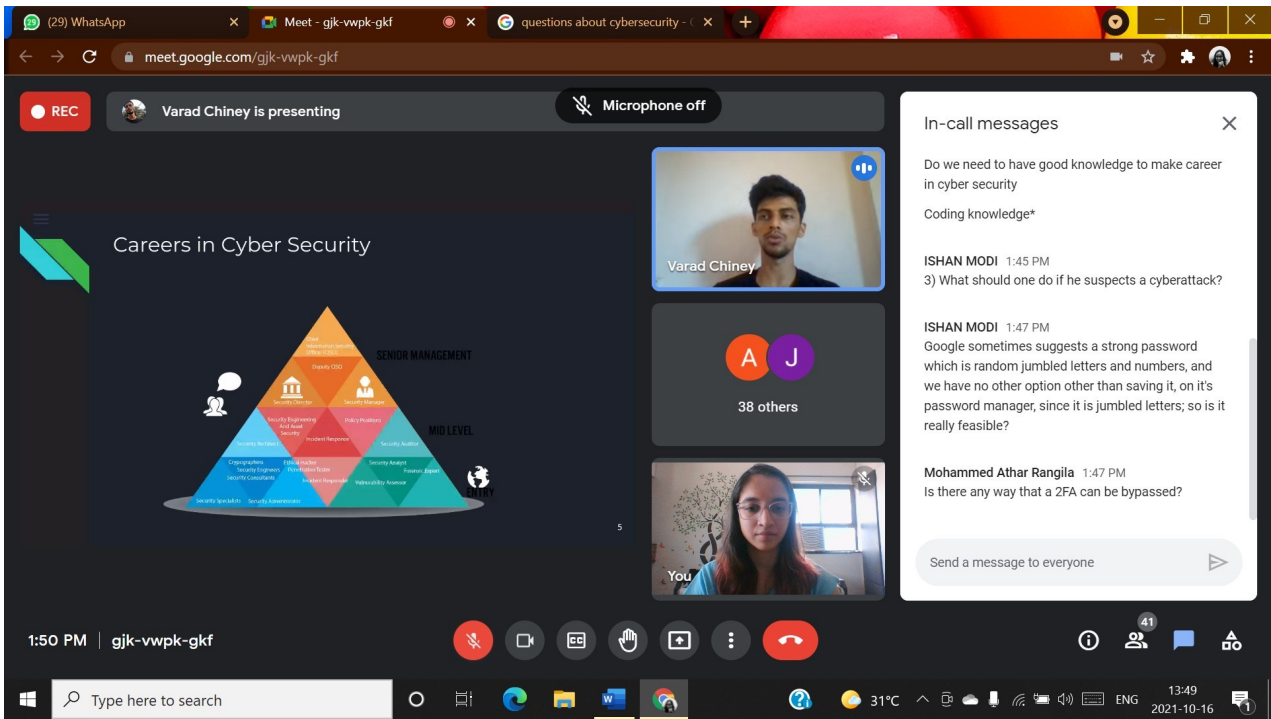 29
(29) WhatsApp
Meet - gjk-vwpk-gkf
questions about cybersecurity -
meet.google.com/gjk-vwpk-gkf
REC
Varad Chiney is presenting
Microphone off
Careers in Cyber Security
Chief
Deputy CISO
SENIOR MANAGEMENT
Security Director
Security Manager
Security Engineering
And Asset
Security
Policy Positions
Incident Response
MID LEVEL
Security Architect
Security Auditor
Cryptographers
Security Engineers
Security Consultants
Ethical Hacker
Penetration Tester
Incident Responder
Security Analyst
Forensic Expert
Vulnerability Assessor
ENTRY
Security Specialists
Security Administrator
5
Varad Chiney
A
J
38 others
You
In-call messages
Do we need to have good knowledge to make career
in cyber security
Coding knowledge*
ISHAN MODI 1:45 PM
3) What should one do if he suspects a cyberattack?
ISHAN MODI 1:47 PM
Google sometimes suggests a strong password
which is random jumbled letters and numbers, and
we have no other option other than saving it, on it's
password manager, since it is jumbled letters; so is it
really feasible?
Mohammed Athar Rangila 1:47 PM
Is there any way that a 2FA can be bypassed?
Send a message to everyone
1:50 PM | gjk-vwpk-gkf
CC
41
Type here to search
W
31°C
ENG
13:49
2021-10-16
1